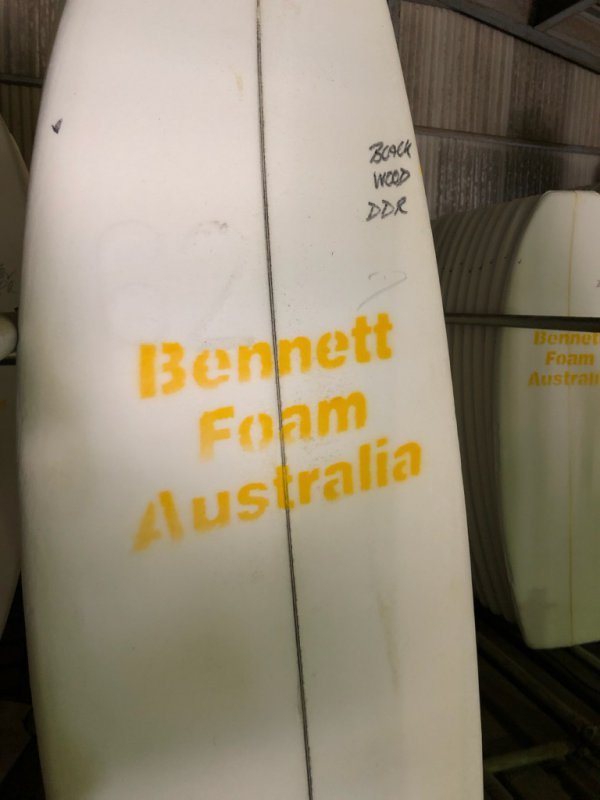 BLACK
WOOD
DDR
Bennett
Foam
Australia
Bennett
Foam
Australia